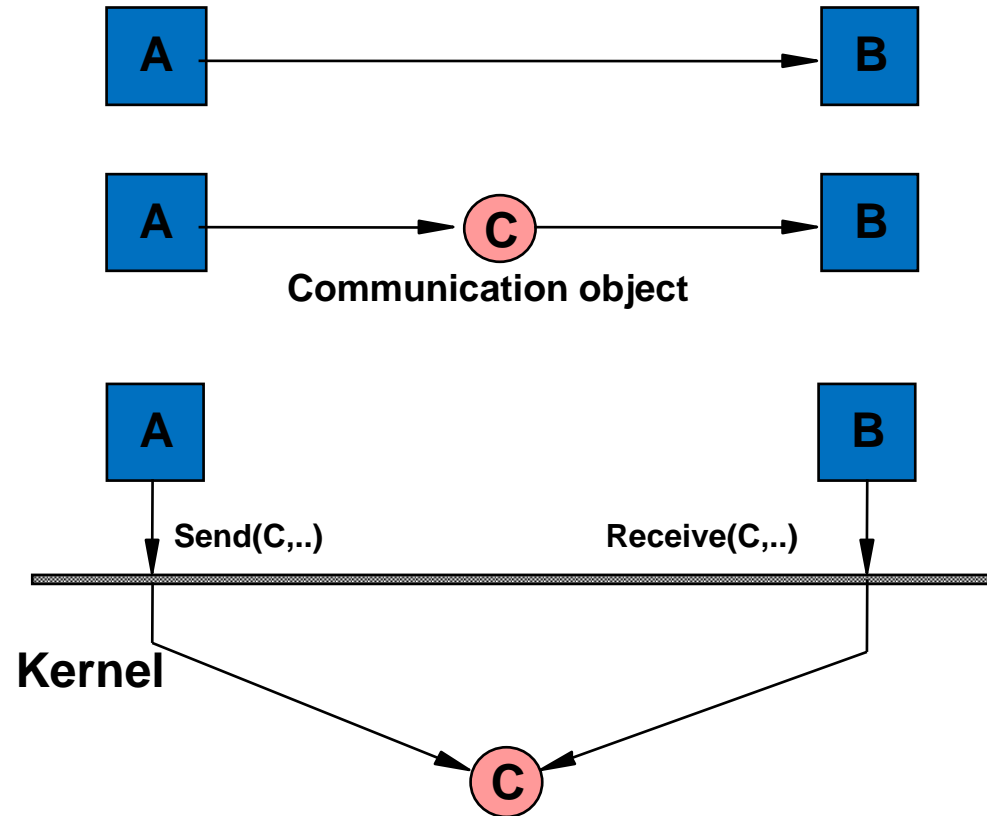 A B
A C B
Communication object
A B
Send(C,..) Receive(C,..)
Kernel
C